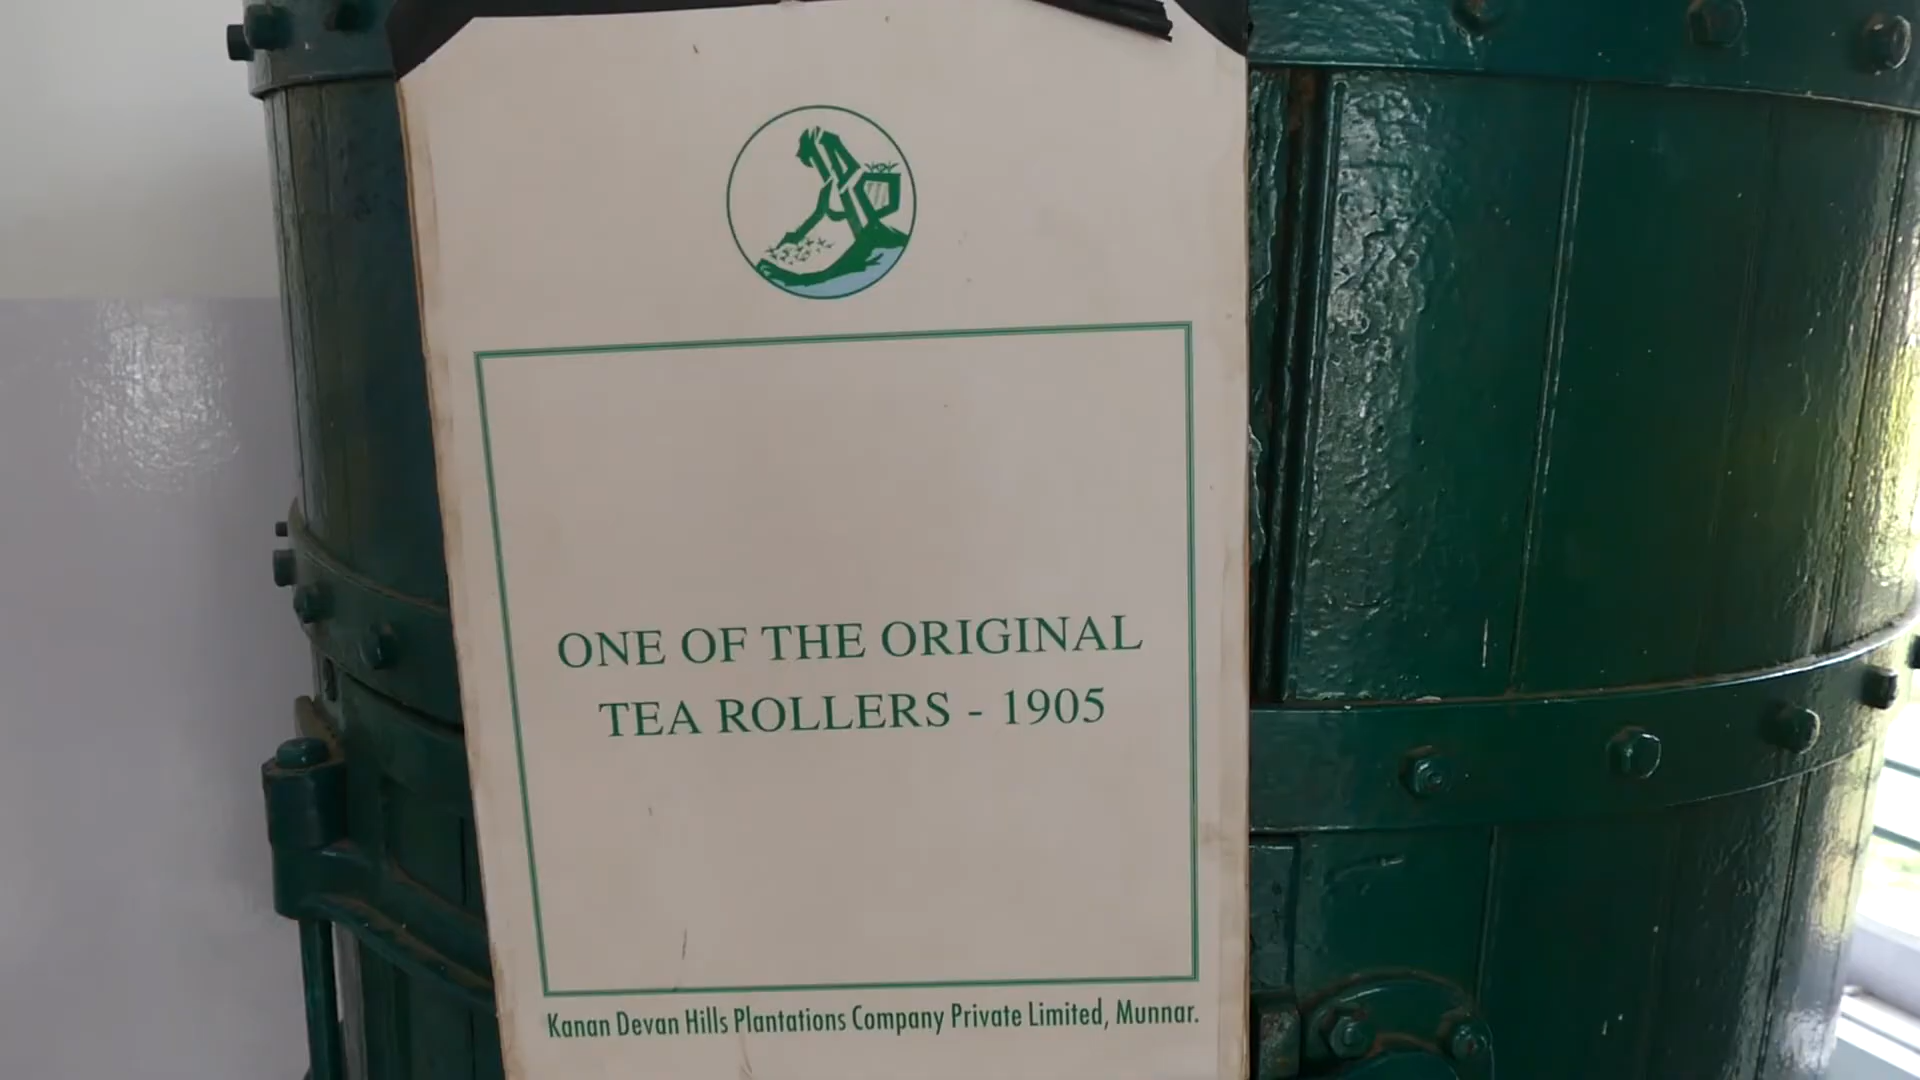 ONE OF THE ORIGINAL
TEA ROLLERS - 1905
Kanan Devan Hills Plantations Company Private Limited, Munnar.